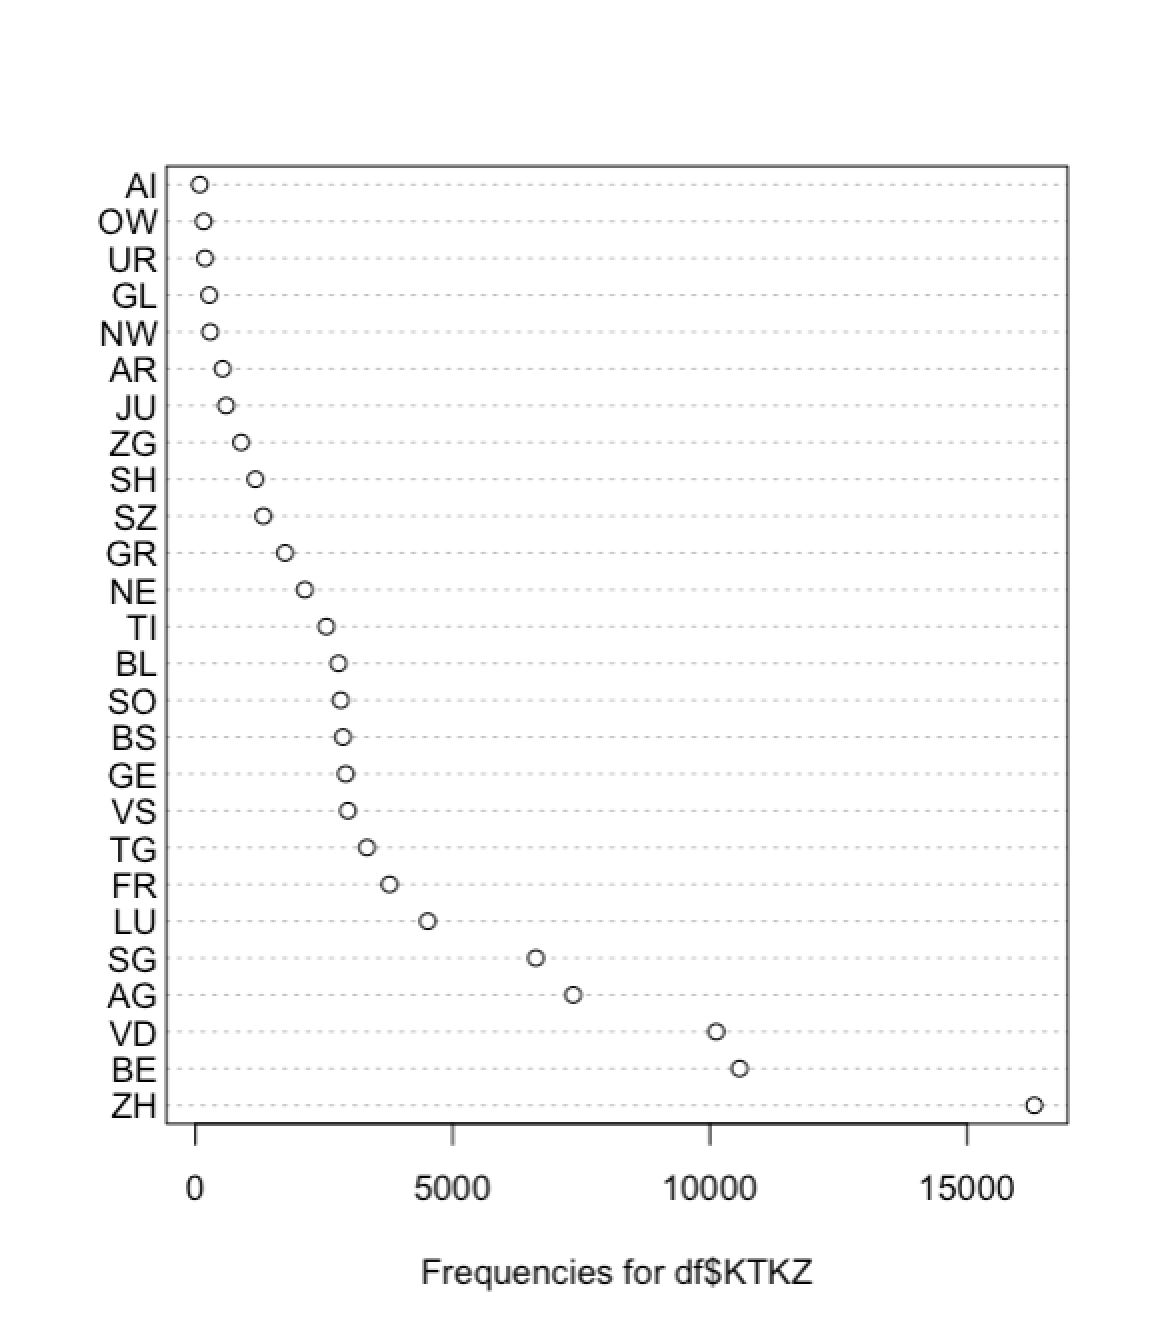 AI
OW
UR
GL
NW
AR
JU
ZG
SH
SZ
GR
NE
TI
BL
SO
BS
GE
VS
TG
FR
LU
SG
AG
VD
BE
ZH
0 5000 10000 15000
Frequencies for df$KTKZ